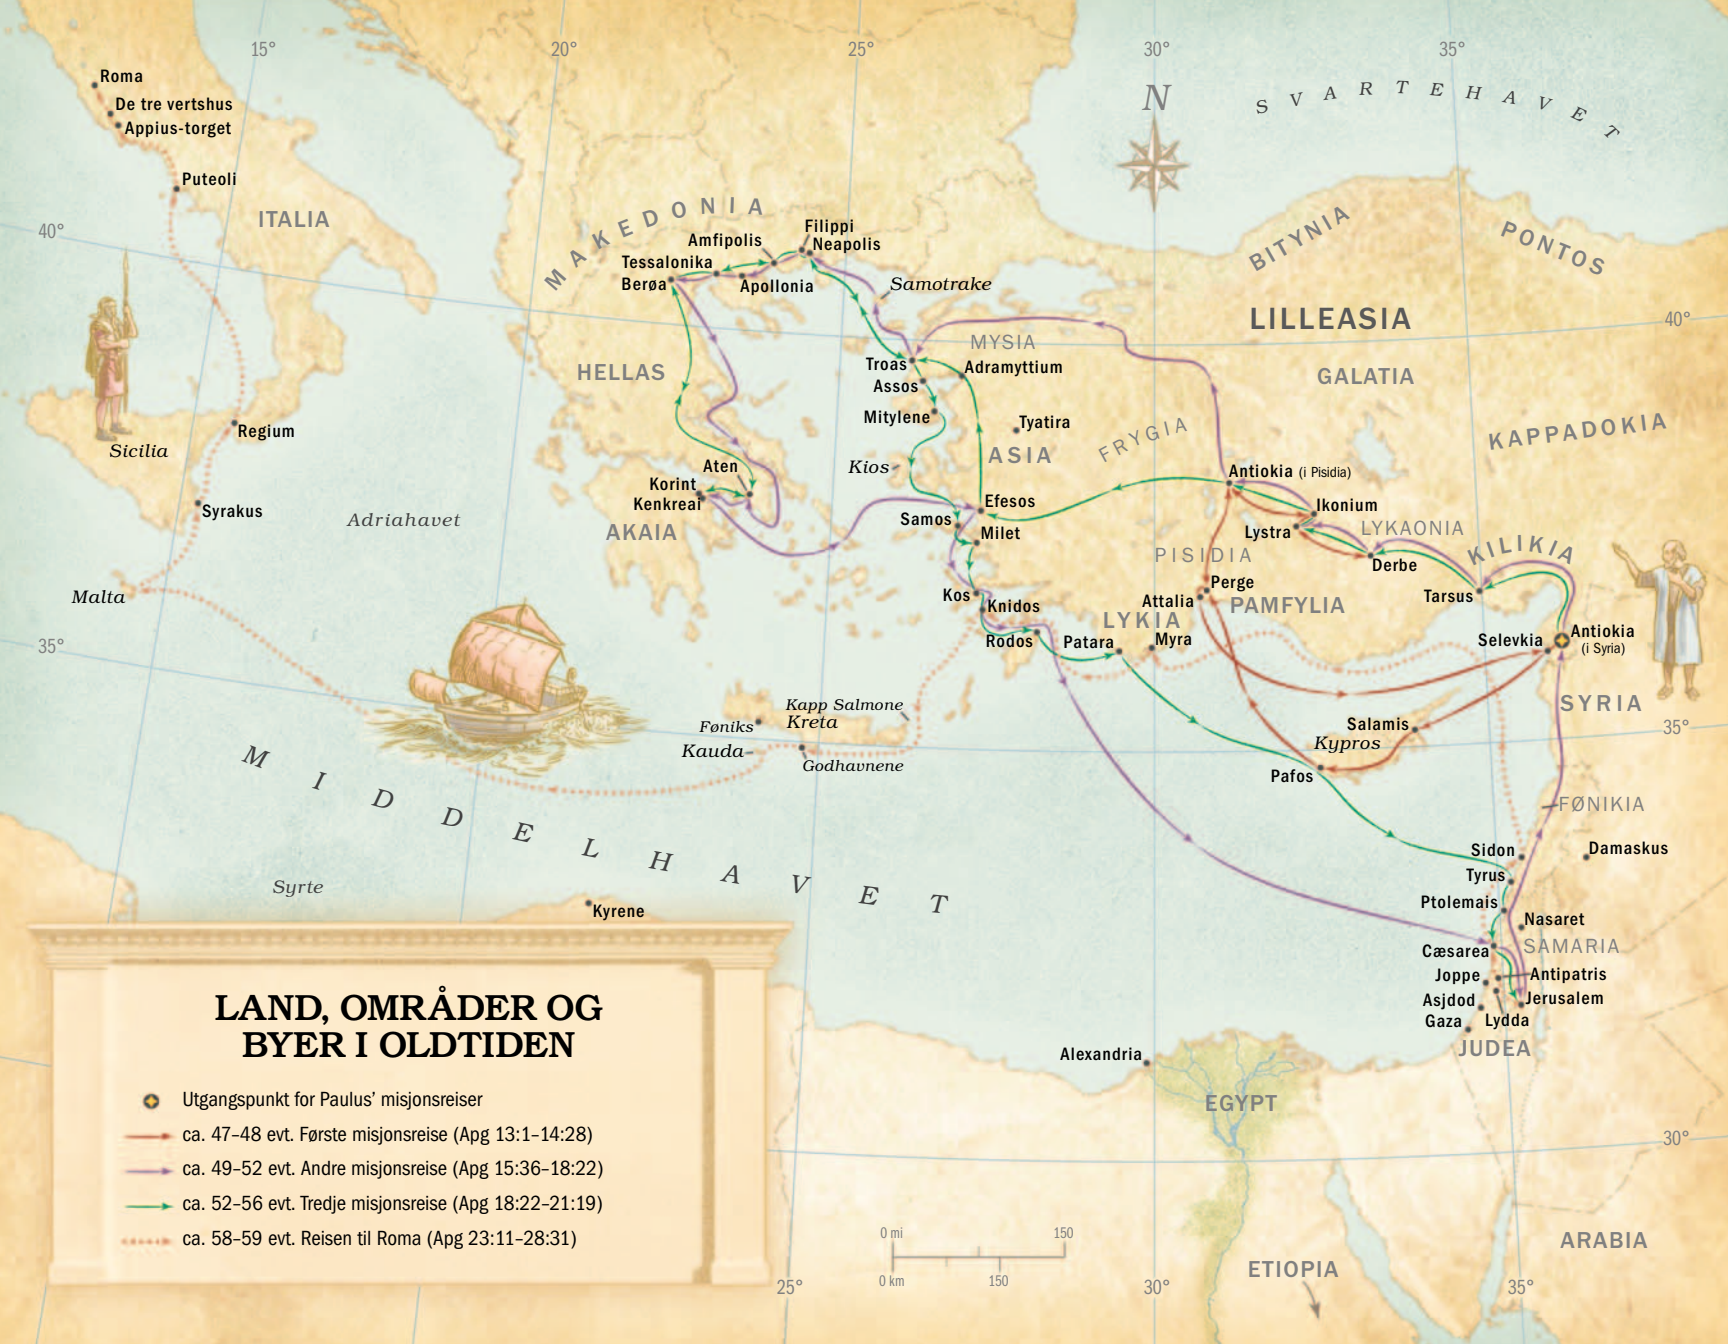 15°
20°
25°
30°
35°
Roma
De tre vertshus
Appius-torget
Puteoli
ITALIA
40°
N
SVARTEHAVET
MAKEDONIA
Filippi
Neapolis
Amfipolis
Tessalonika
Berøa
Apollonia
Samotrake
BITYNIA
PONTOS
LILLEASIA
40°
MYSIA
Troas
Adramyttium
Assos
HELLAS
GALATIA
Mitylene
Tyatira
ASIA
FRYGIA
KAPPADOKIA
Regium
Sicilia
Kios
Aten
Korint
Kenkreai
AKAIA
Antiokia (i Pisidia)
Ikonium
Lystra
LYKAONIA
Efesos
Samos
Milet
Syrakus
Adriahavet
PISIDIA
Derbe
KILIKIA
Malta
Perge
Attalia
PAMFYLIA
Tarsus
Kos
Knidos
LYKIA
Rodos
Patara
Myra
Selevkia
Antiokia
(i Syria)
35°
SYRIA
Kapp Salmone
Kreta
Føniks
Kauda
Godhavnene
Salamis
Kypros
Pafos
35°
MIDDELHAVET
FØNIKIA
Sidon
Damaskus
Tyrus
Ptolemais
Nasaret
Syrte
Kyrene
Cæsarea
SAMARIA
Joppe
Antipatris
Asjdod
Jerusalem
Gaza
Lydda
JUDEA
Alexandria
EGYPT
LAND, OMRÅDER OG
BYER I OLDTIDEN
Utgangspunkt for Paulus’ misjonsreiser
ca. 47–48 evt. Første misjonsreise (Apg 13:1–14:28)
ca. 49–52 evt. Andre misjonsreise (Apg 15:36–18:22)
ca. 52–56 evt. Tredje misjonsreise (Apg 18:22–21:19)
ca. 58–59 evt. Reisen til Roma (Apg 23:11–28:31)
30°
0 mi
150
0 km
150
ETIOPIA
ARABIA
25°
30°
35°